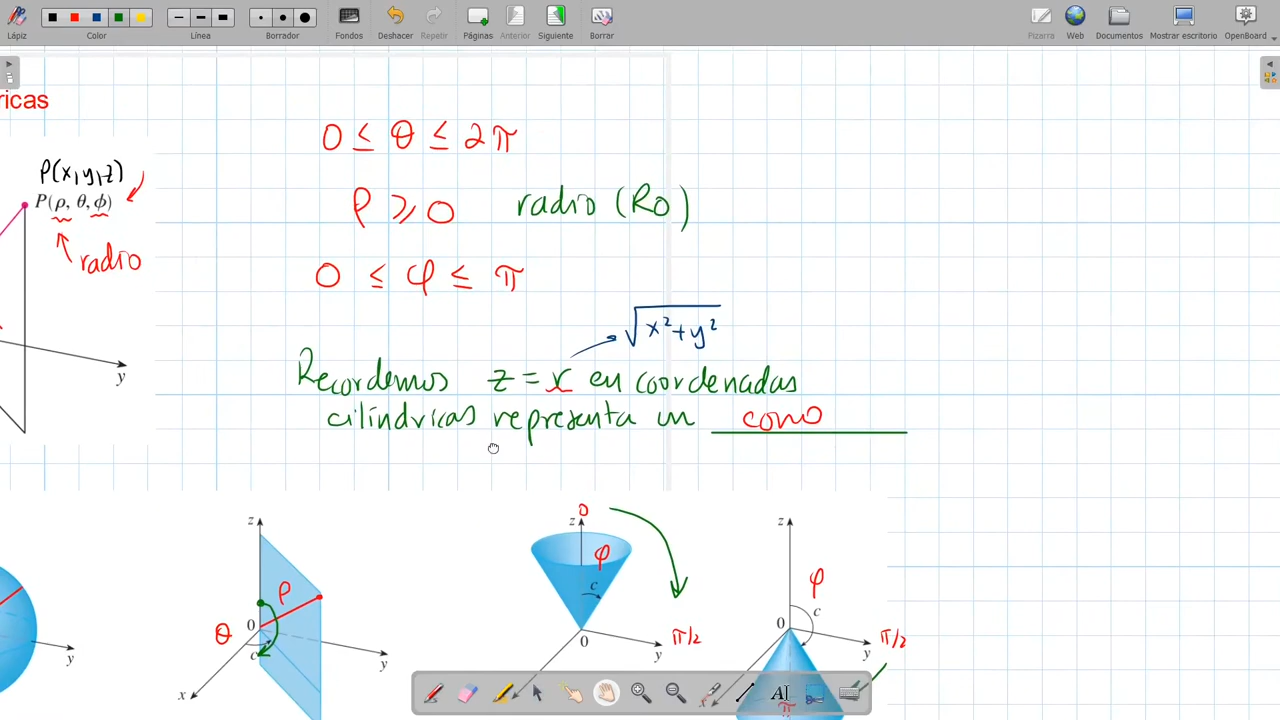 Lápiz Color Línea Borrador Fondos Deshacer Repetir Páginas Anterior Siguiente Borrar Pizarra Web Documentos Mostrar escritorio OpenBoard
ricas
0 ≤ θ ≤ 2π
P(x,y,z)
P(ρ, θ, ϕ)
ρ ≥ 0 radio (Ro)
radio
0 ≤ φ ≤ π
√x²+y²
y
Recordemos z = r en coordenadas
cilíndricas representa un cono
0
z
z
z
φ
φ
ρ
c
c
0
0
θ
π/2
π/2
c
0
y
y
y
y
x
π